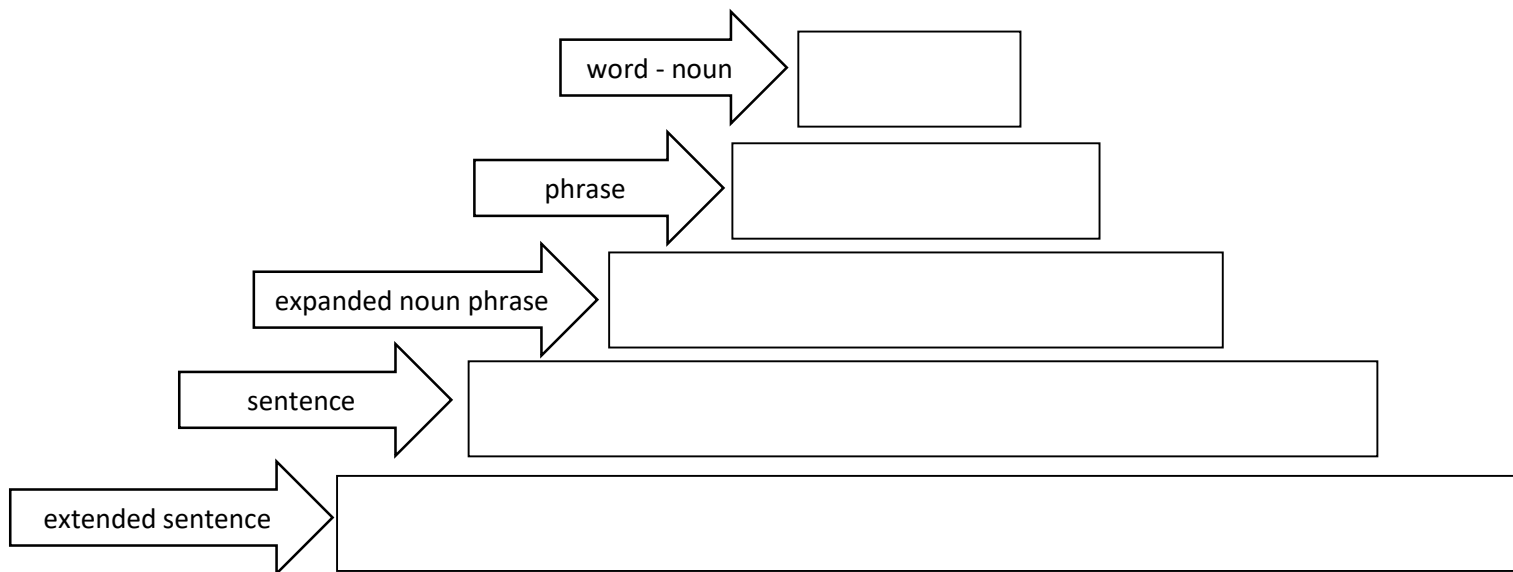 word - noun
phrase
expanded noun phrase
sentence
extended sentence